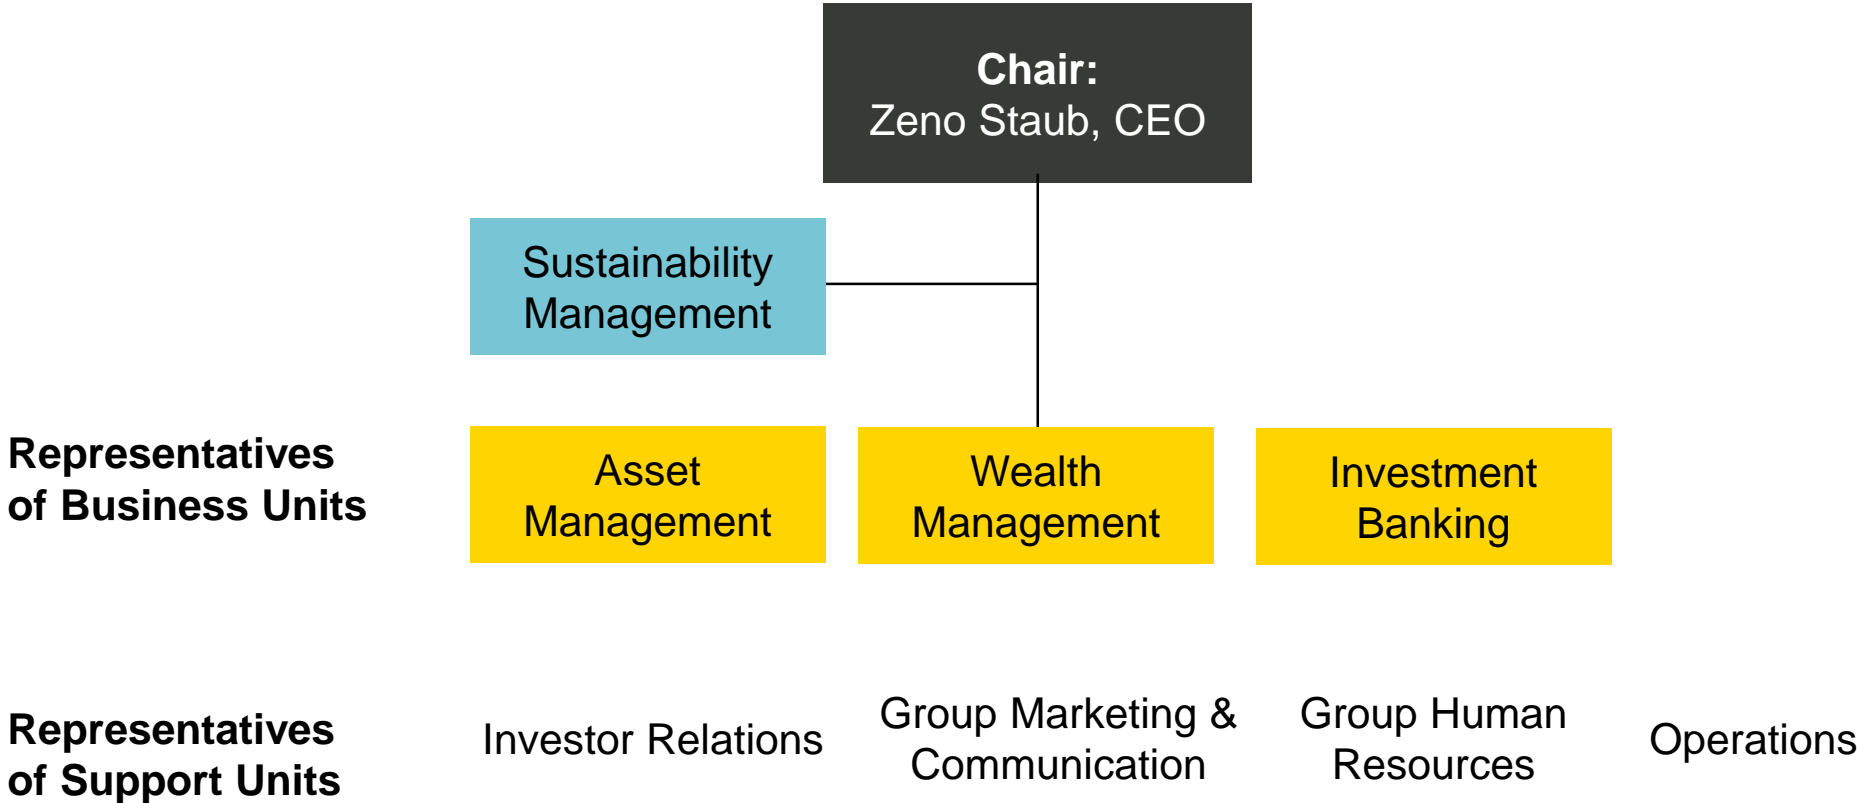 Chair:
Zeno Staub, CEO
Sustainability
Management
Representatives
of Business Units
Asset
Management
Wealth
Management
Investment
Banking
Representatives
of Support Units
Investor Relations
Group Marketing &
Communication
Group Human
Resources
Operations